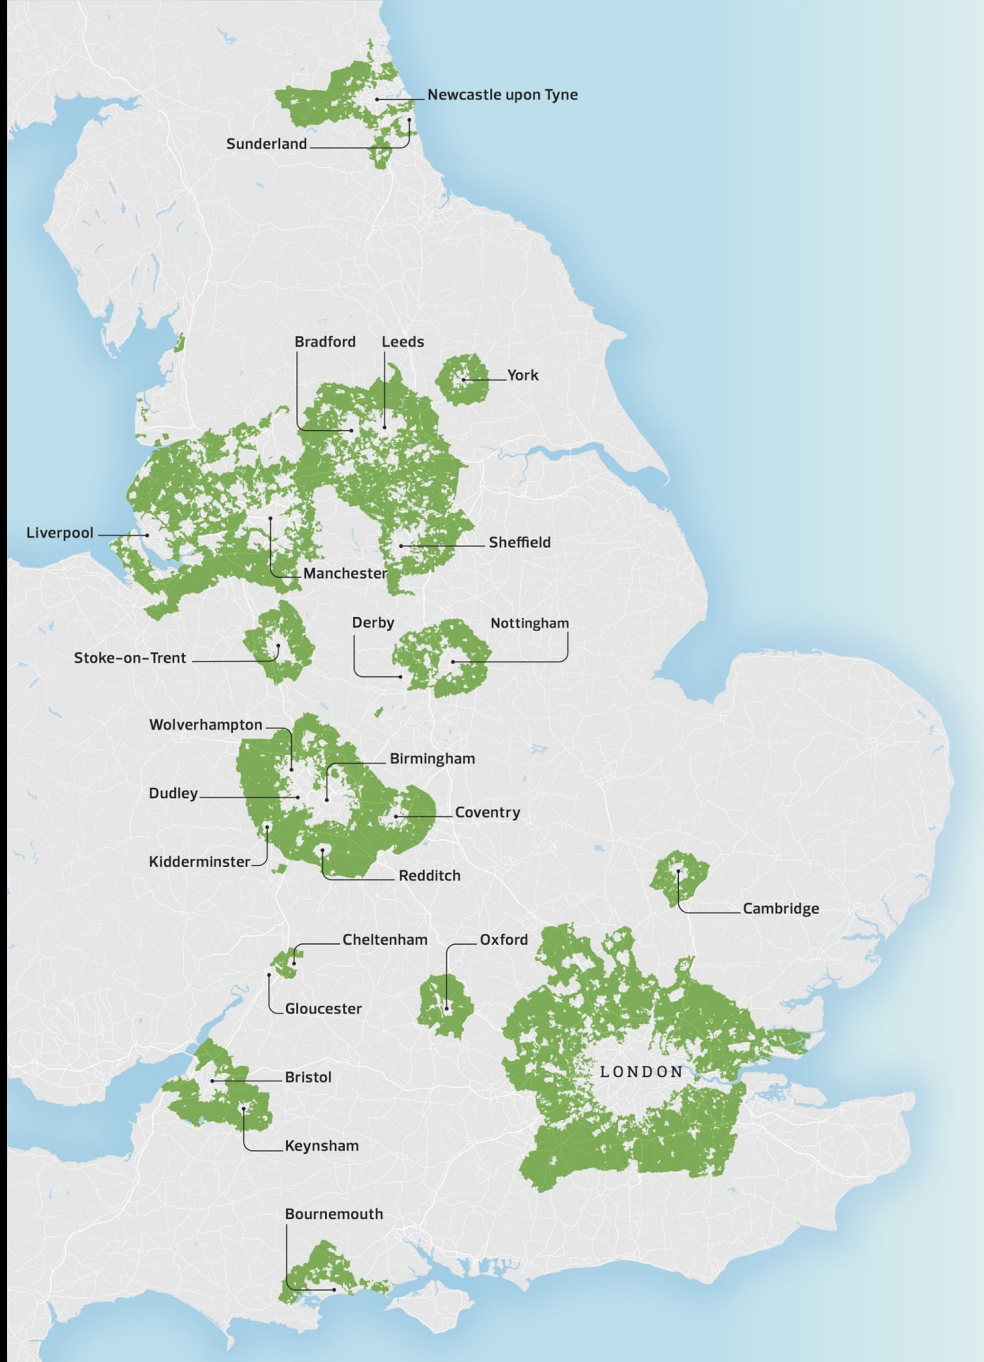 Newcastle upon Tyne
Sunderland
Bradford
Leeds
York
Liverpool
Sheffield
Manchester
Derby
Nottingham
Stoke-on-Trent
Wolverhampton
Birmingham
Dudley
Coventry
Kidderminster
Redditch
Cambridge
Cheltenham
Oxford
Gloucester
LONDON
Bristol
Keynsham
Bournemouth